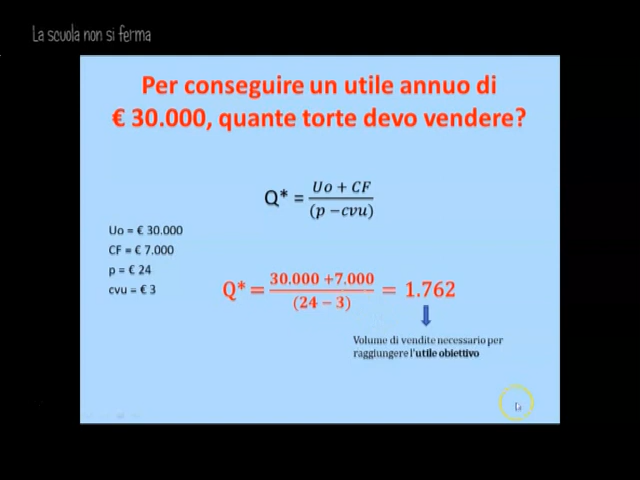 La scuola non si ferma
Per conseguire un utile annuo di
€ 30.000, quante torte devo vendere?
Q* = Uo + CF / (p −cvu)
Uo = € 30.000
CF = € 7.000
p = € 24
cvu = € 3
Q* = 30.000 +7.000 / (24 − 3) = 1.762
Volume di vendite necessario per
raggiungere l'utile obiettivo